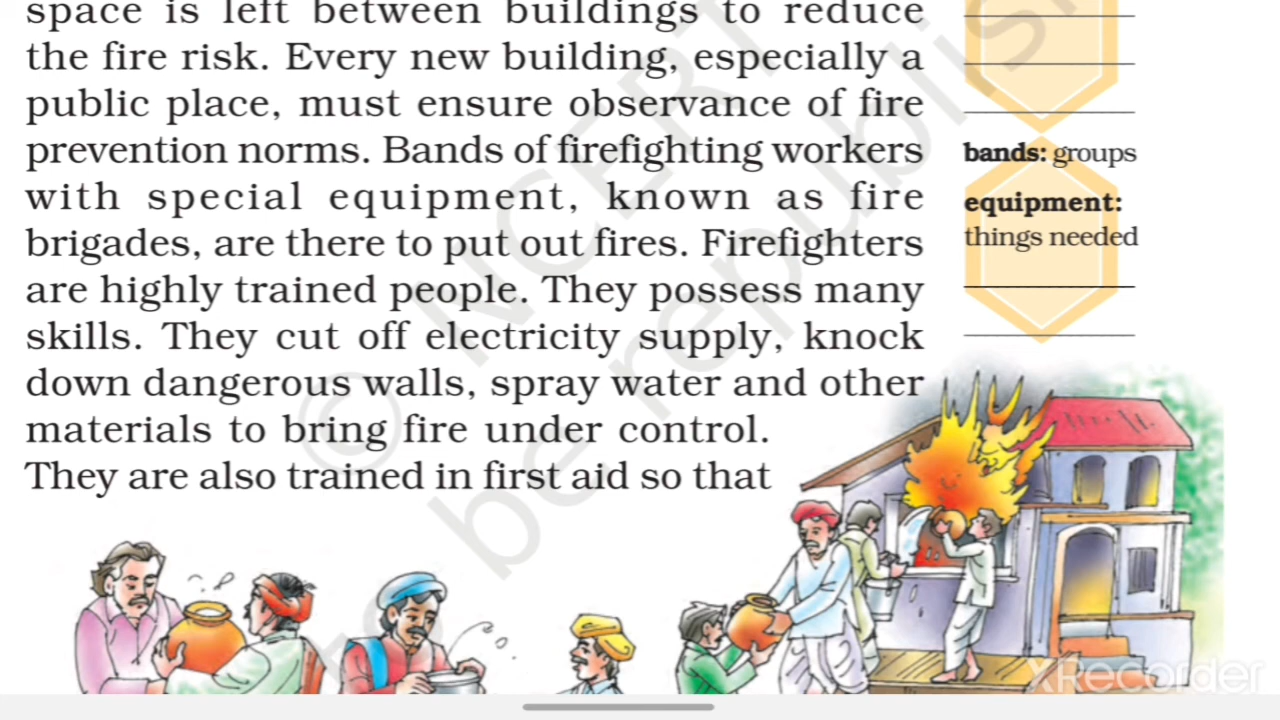 space is left between buildings to reduce
the fire risk. Every new building, especially a
public place, must ensure observance of fire
prevention norms. Bands of firefighting workers
with special equipment, known as fire
brigades, are there to put out fires. Firefighters
are highly trained people. They possess many
skills. They cut off electricity supply, knock
down dangerous walls, spray water and other
materials to bring fire under control.
They are also trained in first aid so that
bands: groups
equipment:
things needed
© NCERT
be republis
XRecorder